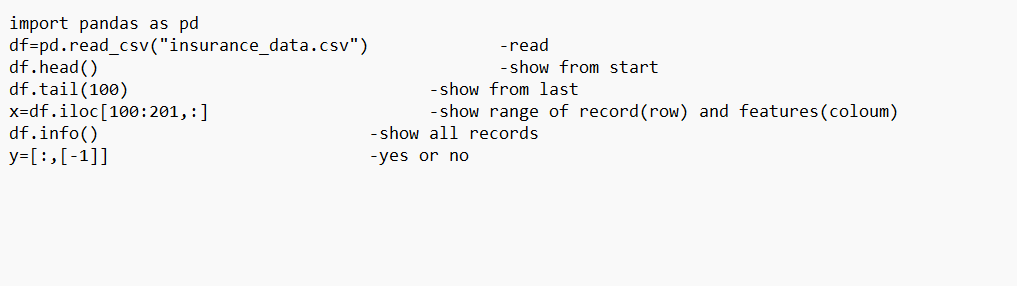 import pandas as pd
df=pd.read_csv("insurance_data.csv")              -read
df.head()                                         -show from start
df.tail(100)                               -show from last
x=df.iloc[100:201,:]                       -show range of record(row) and features(coloum)
df.info()                            -show all records
y=[:,[-1]]                           -yes or no